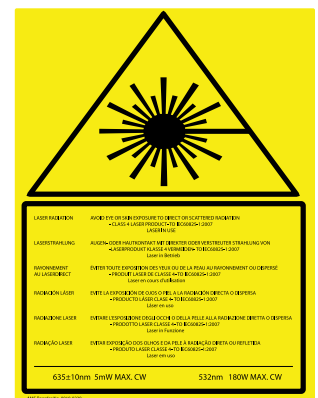 LASER RADIATION AVOID EYE OR SKIN EXPOSURE TO DIRECT OR SCATTERED RADIATION
- CLASS 4 LASER PRODUCT- TO IEC60825-1:2007
LASER IN USE
LASERSTRAHLUNG AUGEN- ODER HAUTKONTAKT MIT DIREKTER ODER VERSTREUTER STRAHLUNG VON
-LASERPRODUKT KLASSE 4 VERMEIDEN- TO IEC60825-1:2007
Laser in Betrieb
RAYONNEMENT EVITER TOUTE EXPOSITION DES YEUX OU DE LA PEAU AU RAYONNEMENT OU DISPERSÉ
AU LASERDIRECT - PRODUIT LASER DE CLASSE 4- TO IEC60825-1:2007
Laser en cours d'utilisation
RADIACIÓN LÁSER EVITE LA EXPOSICIÓN DE OJOS O PIEL A LA RADIACIÓN DIRECTA O DISPERSA
- PRODUCTO LÁSER CLASE 4- TO IEC60825-1:2007
Láser en uso
RADIAZIONE LASER EVITARE L'ESPOSIZIONE DEGLI OCCHI O DELLA PELLE ALLA RADIAZIONE DIRETTA O DISPERSA
- PRODOTTO LASER CLASSE 4- TO IEC60825-1:2007
Laser in Funzione
RADIAÇÃO LASER EVITAR EXPOSIÇÃO DOS OLHOS E DA PELE À RADIAÇÃO DIRETA OU REFLETIDA
- PRODUTO LASER CLASSE 4- TO IEC60825-1:2007
Laser em uso
635±10nm 5mW MAX. CW 532nm 180W MAX. CW